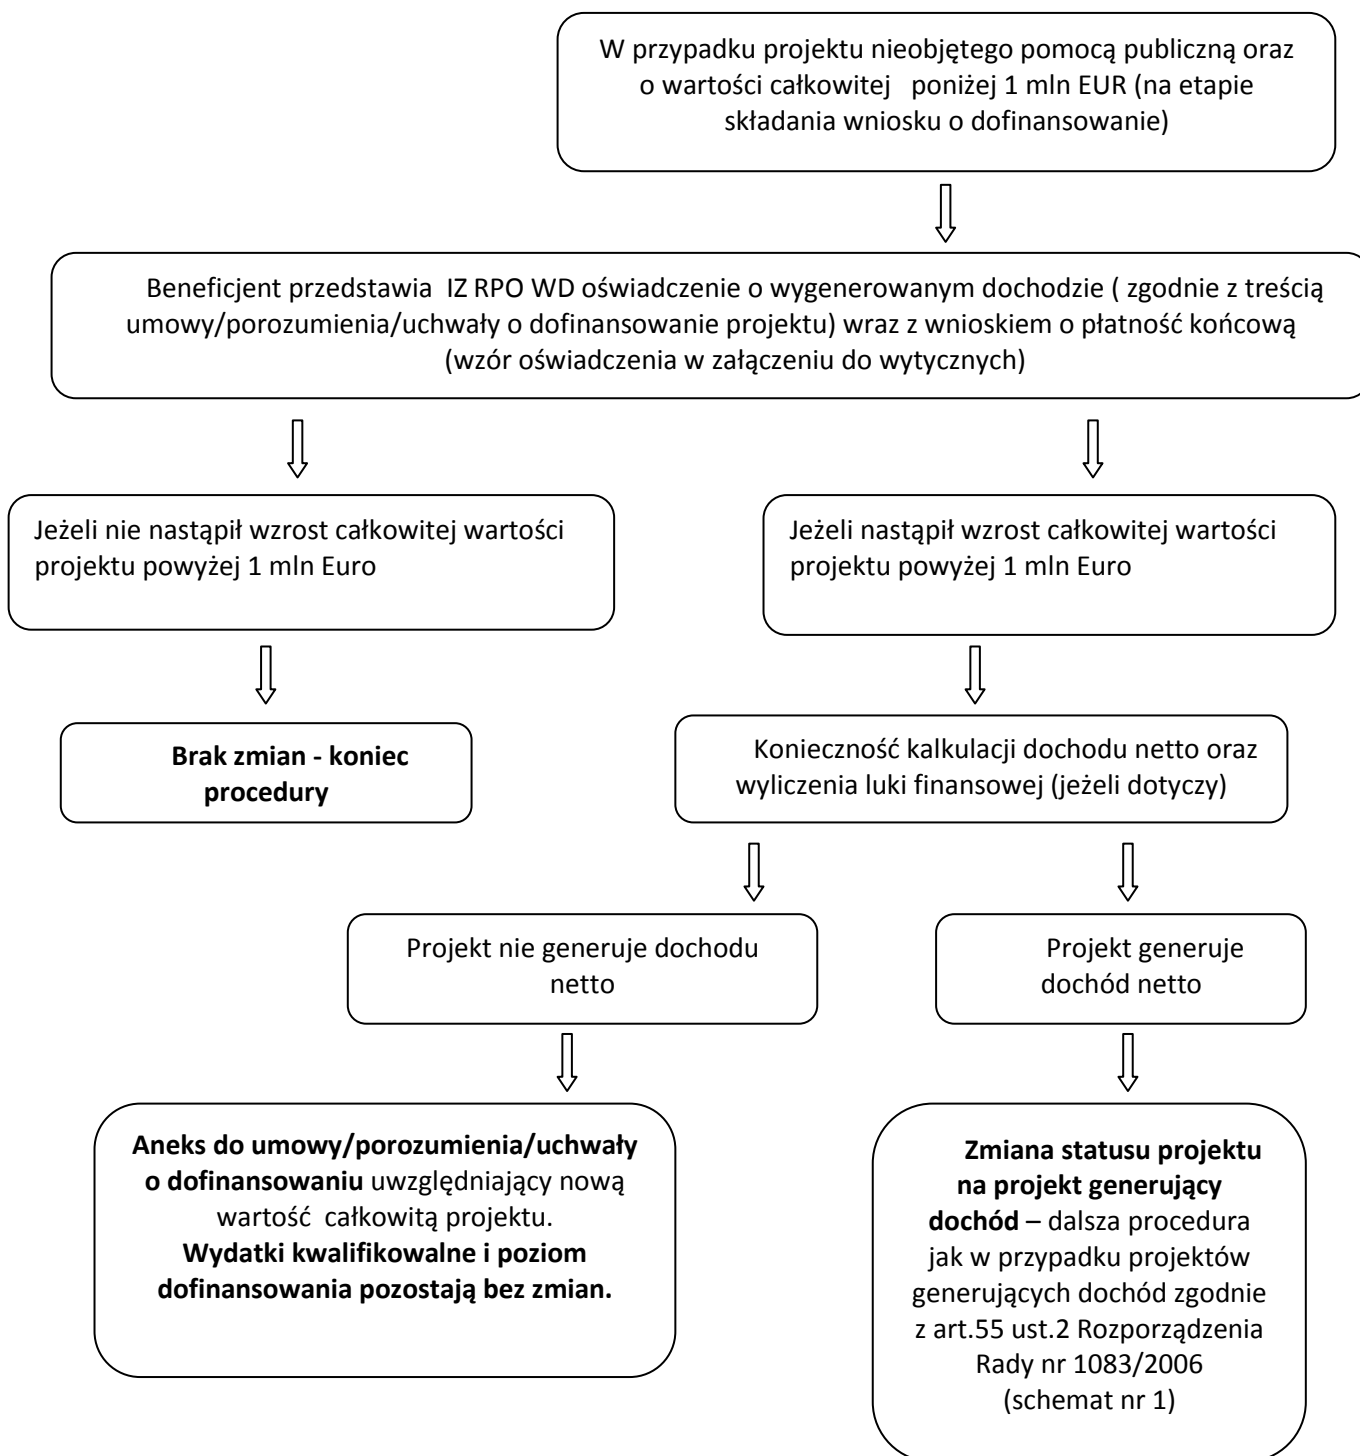 W przypadku projektu nieobjętego pomocą publiczną oraz
o wartości całkowitej poniżej 1 mln EUR (na etapie
składania wniosku o dofinansowanie)
Beneficjent przedstawia IZ RPO WD oświadczenie o wygenerowanym dochodzie ( zgodnie z treścią
umowy/porozumienia/uchwały o dofinansowanie projektu) wraz z wnioskiem o płatność końcową
(wzór oświadczenia w załączeniu do wytycznych)
Jeżeli nie nastąpił wzrost całkowitej wartości
projektu powyżej 1 mln Euro
Jeżeli nastąpił wzrost całkowitej wartości
projektu powyżej 1 mln Euro
Brak zmian - koniec
procedury
Konieczność kalkulacji dochodu netto oraz
wyliczenia luki finansowej (jeżeli dotyczy)
Projekt nie generuje dochodu
netto
Projekt generuje
dochód netto
Aneks do umowy/porozumienia/uchwały
o dofinansowaniu uwzględniający nową
wartość całkowitą projektu.
Wydatki kwalifikowalne i poziom
dofinansowania pozostają bez zmian.
Zmiana statusu projektu
na projekt generujący
dochód – dalsza procedura
jak w przypadku projektów
generujących dochód zgodnie
z art.55 ust.2 Rozporządzenia
Rady nr 1083/2006
(schemat nr 1)